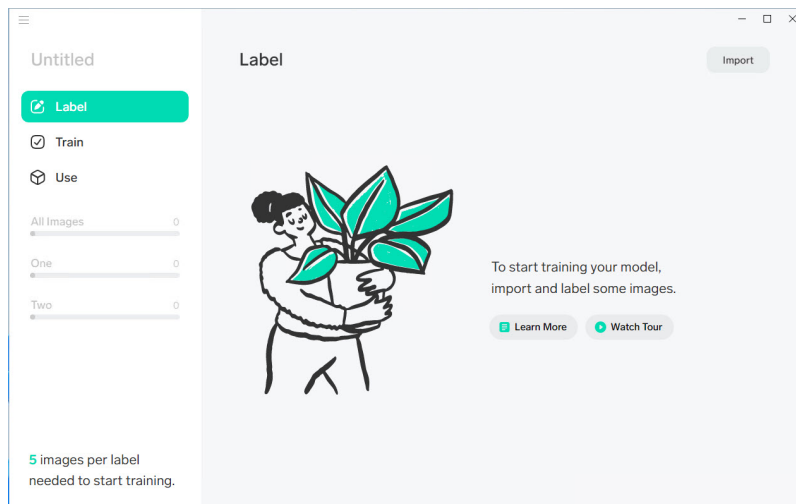 Untitled
Label
Train
Use
All Images 0
One 0
Two 0
5 images per label
needed to start training.
Label
Import
To start training your model,
import and label some images.
Learn More
Watch Tour